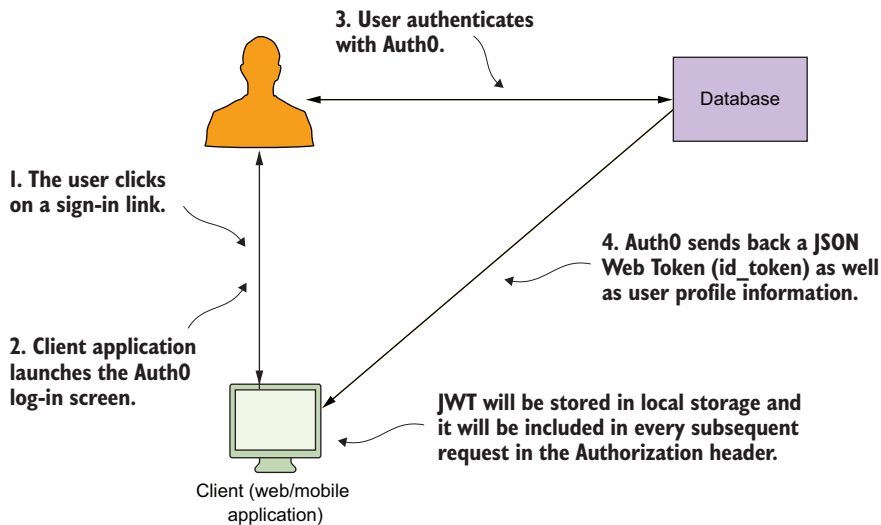 3. User authenticates
with Auth0.
Database
1. The user clicks
on a sign-in link.
4. Auth0 sends back a JSON
Web Token (id_token) as well
as user profile information.
2. Client application
launches the Auth0
log-in screen.
JWT will be stored in local storage and
it will be included in every subsequent
request in the Authorization header.
Client (web/mobile
application)